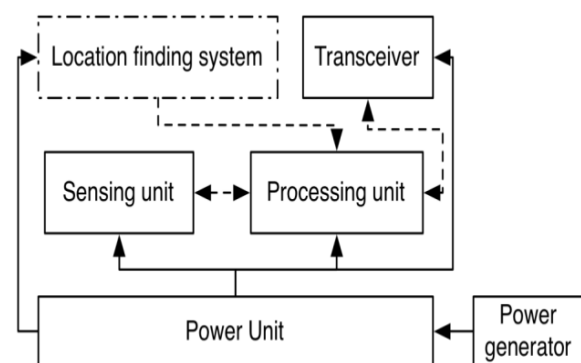 Location finding system
Transceiver
Sensing unit
Processing unit
Power Unit
Power
generator